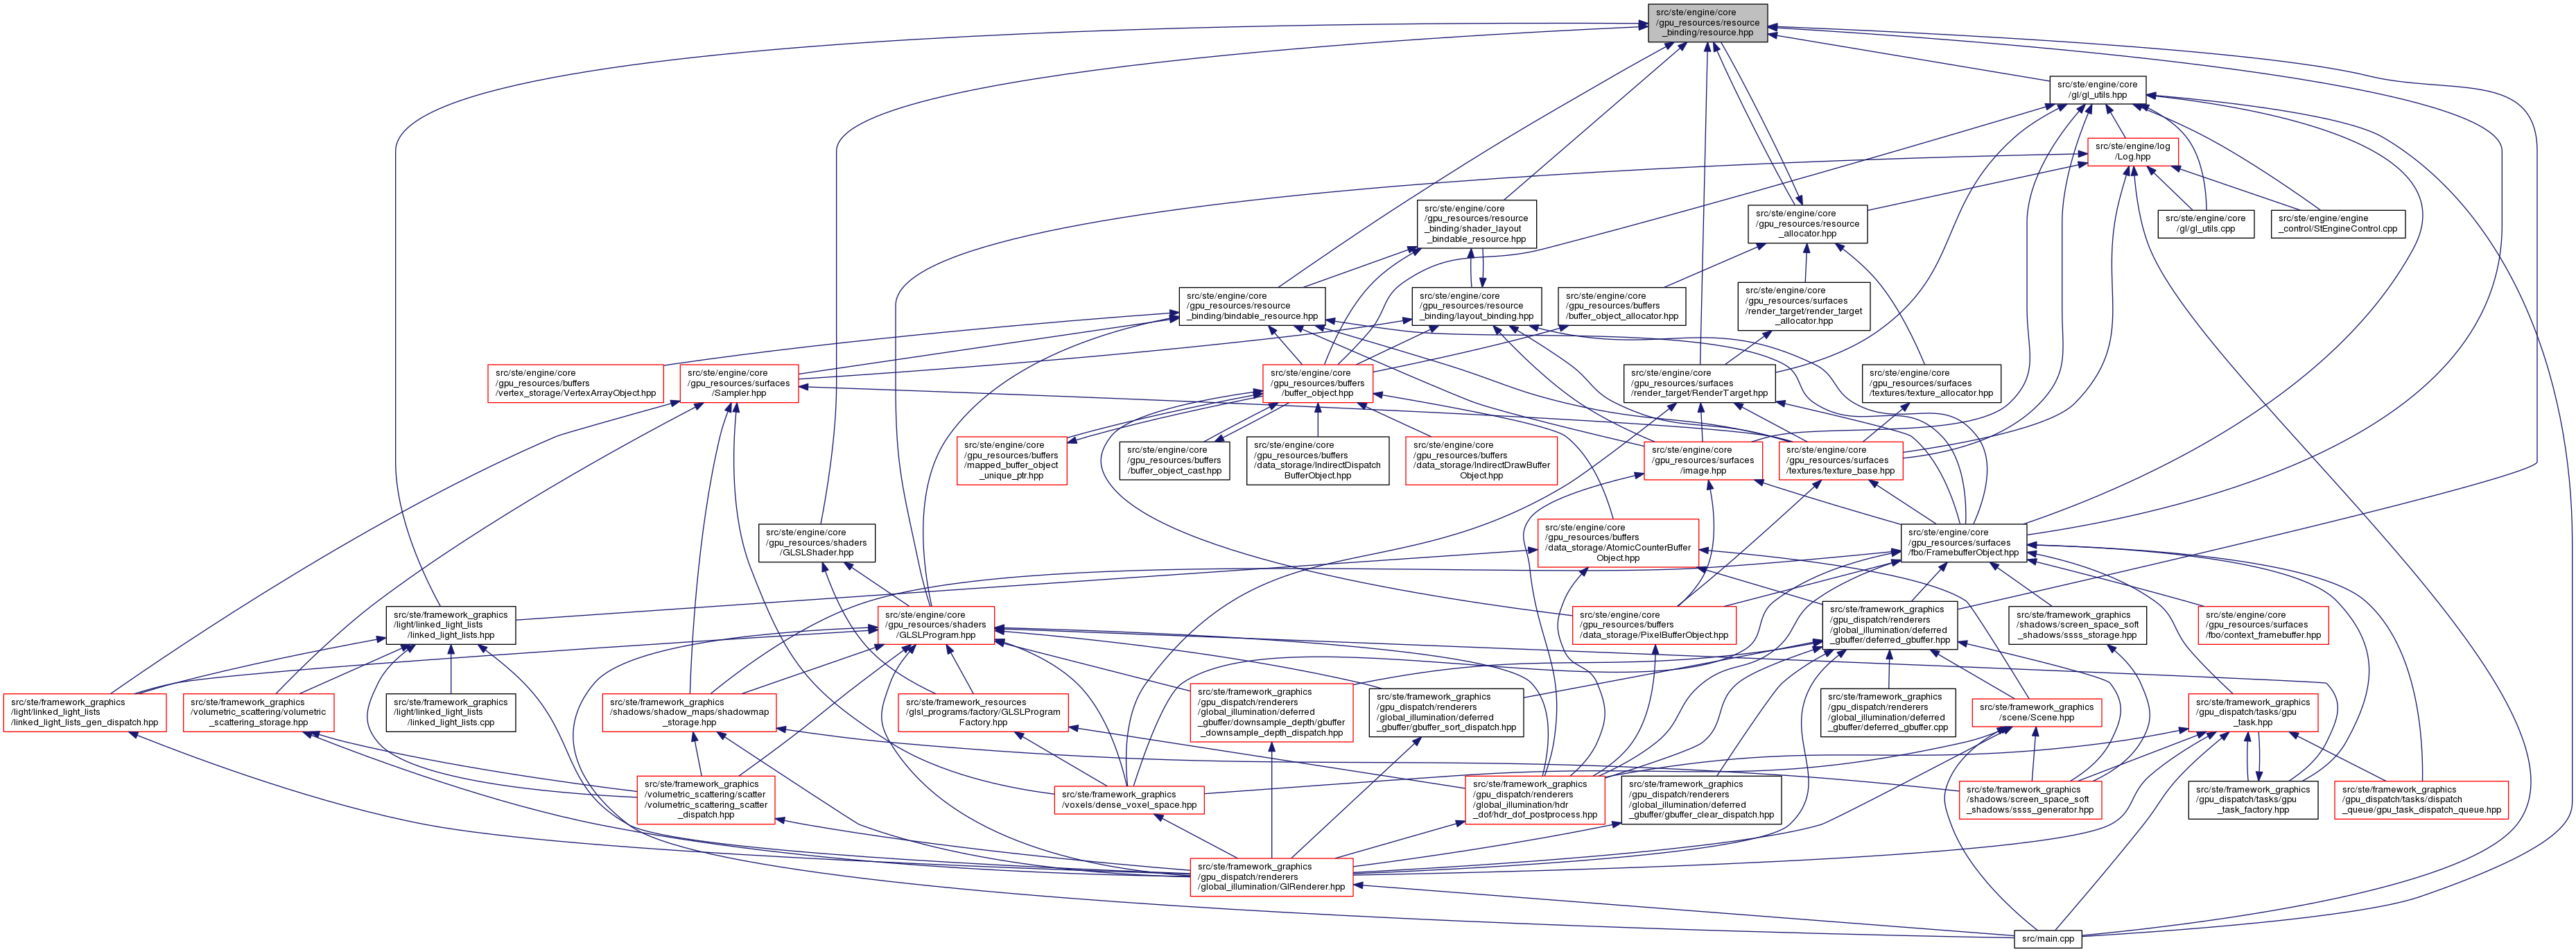 src/ste/engine/core
/gpu_resources/resource
_binding/resource.hpp
src/ste/engine/core
/gl/gl_utils.hpp
src/ste/engine/log
/Log.hpp
src/ste/engine/core
/gpu_resources/resource
_binding/shader_layout
_bindable_resource.hpp
src/ste/engine/core
/gpu_resources/resource
_allocator.hpp
src/ste/engine/core
/gl/gl_utils.cpp
src/ste/engine/engine
_control/StEngineControl.cpp
src/ste/engine/core
/gpu_resources/resource
_binding/bindable_resource.hpp
src/ste/engine/core
/gpu_resources/resource
_binding/layout_binding.hpp
src/ste/engine/core
/gpu_resources/buffers
/buffer_object_allocator.hpp
src/ste/engine/core
/gpu_resources/surfaces
/render_target/render_target
_allocator.hpp
src/ste/engine/core
/gpu_resources/buffers
/vertex_storage/VertexArrayObject.hpp
src/ste/engine/core
/gpu_resources/surfaces
/Sampler.hpp
src/ste/engine/core
/gpu_resources/buffers
/buffer_object.hpp
src/ste/engine/core
/gpu_resources/surfaces
/render_target/RenderTarget.hpp
src/ste/engine/core
/gpu_resources/surfaces
/textures/texture_allocator.hpp
src/ste/engine/core
/gpu_resources/buffers
/mapped_buffer_object
_unique_ptr.hpp
src/ste/engine/core
/gpu_resources/buffers
/buffer_object_cast.hpp
src/ste/engine/core
/gpu_resources/buffers
/data_storage/IndirectDispatch
BufferObject.hpp
src/ste/engine/core
/gpu_resources/buffers
/data_storage/IndirectDrawBuffer
Object.hpp
src/ste/engine/core
/gpu_resources/surfaces
/image.hpp
src/ste/engine/core
/gpu_resources/surfaces
/textures/texture_base.hpp
src/ste/engine/core
/gpu_resources/shaders
/GLSLShader.hpp
src/ste/engine/core
/gpu_resources/buffers
/data_storage/AtomicCounterBuffer
Object.hpp
src/ste/engine/core
/gpu_resources/surfaces
/fbo/FramebufferObject.hpp
src/ste/framework_graphics
/light/linked_light_lists
/linked_light_lists.hpp
src/ste/engine/core
/gpu_resources/shaders
/GLSLProgram.hpp
src/ste/engine/core
/gpu_resources/buffers
/data_storage/PixelBufferObject.hpp
src/ste/framework_graphics
/gpu_dispatch/renderers
/global_illumination/deferred
_gbuffer/deferred_gbuffer.hpp
src/ste/framework_graphics
/shadows/screen_space_soft
_shadows/ssss_storage.hpp
src/ste/engine/core
/gpu_resources/surfaces
/fbo/context_framebuffer.hpp
src/ste/framework_graphics
/light/linked_light_lists
/linked_light_lists_gen_dispatch.hpp
src/ste/framework_graphics
/volumetric_scattering/volumetric
_scattering_storage.hpp
src/ste/framework_graphics
/light/linked_light_lists
/linked_light_lists.cpp
src/ste/framework_graphics
/shadows/shadow_maps/shadowmap
_storage.hpp
src/ste/framework_resources
/glsl_programs/factory/GLSLProgram
Factory.hpp
src/ste/framework_graphics
/gpu_dispatch/renderers
/global_illumination/deferred
_gbuffer/downsample_depth/gbuffer
_downsample_depth_dispatch.hpp
src/ste/framework_graphics
/gpu_dispatch/renderers
/global_illumination/deferred
_gbuffer/gbuffer_sort_dispatch.hpp
src/ste/framework_graphics
/gpu_dispatch/renderers
/global_illumination/deferred
_gbuffer/deferred_gbuffer.cpp
src/ste/framework_graphics
/scene/Scene.hpp
src/ste/framework_graphics
/gpu_dispatch/tasks/gpu
_task.hpp
src/ste/framework_graphics
/volumetric_scattering/scatter
/volumetric_scattering_scatter
_dispatch.hpp
src/ste/framework_graphics
/voxels/dense_voxel_space.hpp
src/ste/framework_graphics
/gpu_dispatch/renderers
/global_illumination/hdr
_dof/hdr_dof_postprocess.hpp
src/ste/framework_graphics
/gpu_dispatch/renderers
/global_illumination/deferred
_gbuffer/gbuffer_clear_dispatch.hpp
src/ste/framework_graphics
/shadows/screen_space_soft
_shadows/ssss_generator.hpp
src/ste/framework_graphics
/gpu_dispatch/tasks/gpu
_task_factory.hpp
src/ste/framework_graphics
/gpu_dispatch/tasks/dispatch
_queue/gpu_task_dispatch_queue.hpp
src/ste/framework_graphics
/gpu_dispatch/renderers
/global_illumination/GIRenderer.hpp
src/main.cpp